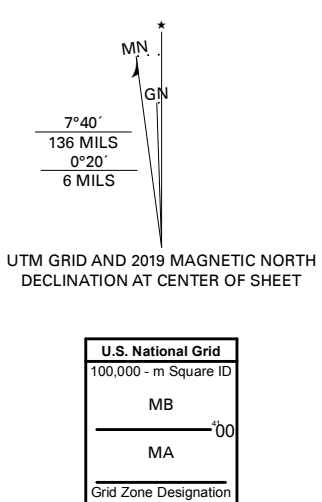 ★
MN
GN
7°40´
136 MILS
0°20´
6 MILS
UTM GRID AND 2019 MAGNETIC NORTH
DECLINATION AT CENTER OF SHEET
U.S. National Grid
100,000 - m Square ID
MB
⁴¹00
MA
Grid Zone Designation